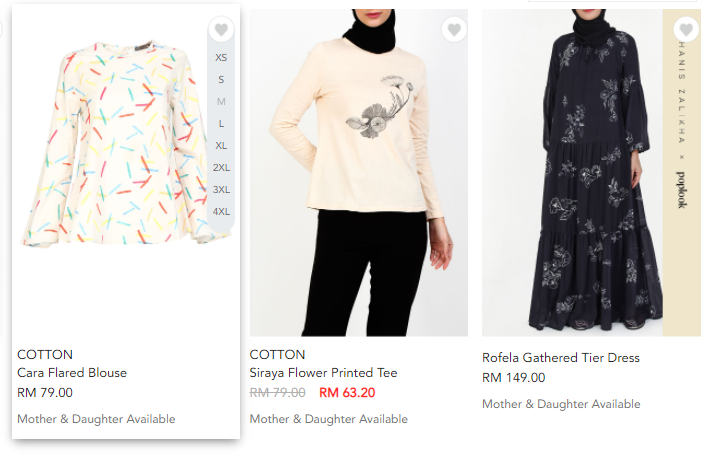 XS
S
M
L
XL
2XL
3XL
4XL
COTTON
Cara Flared Blouse
RM 79.00
Mother & Daughter Available
COTTON
Siraya Flower Printed Tee
RM 79.00 RM 63.20
Mother & Daughter Available
HANIS ZALIKHA × poplook
Rofela Gathered Tier Dress
RM 149.00
Mother & Daughter Available